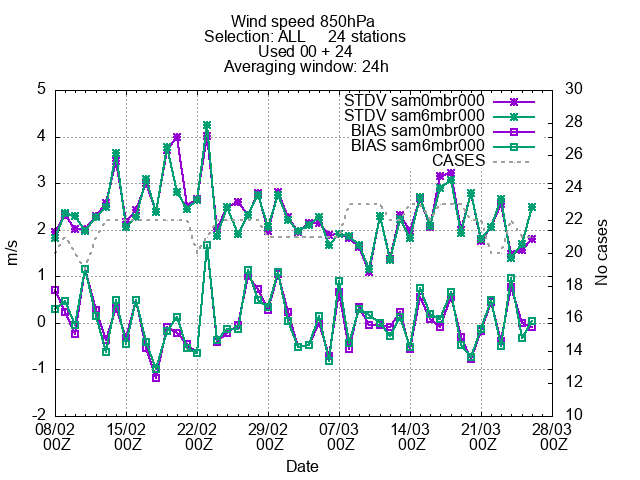 Wind speed 850hPa
Selection: ALL 24 stations
Used 00 + 24
Averaging window: 24h
STDV sam0mbr000
STDV sam6mbr000
BIAS sam0mbr000
BIAS sam6mbr000
CASES
5
4
3
2
1
0
-1
-2
m/s
30
28
26
24
22
20
18
16
14
12
10
No cases
08/02 15/02 22/02 29/02 07/03 14/03 21/03 28/03
00Z 00Z 00Z 00Z 00Z 00Z 00Z 00Z
Date